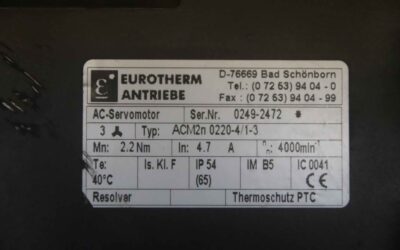 ε EUROTHERM ANTRIEBE
D-76669 Bad Schönborn
Tel : (0 72 63) 94 04 - 0
Fax : (0 72 63) 94 04 - 99
AC-Servomotor Ser.Nr. 0249-2472 *
3 Typ: ACM2n 0220-4/1-3
Mn: 2.2 Nm In: 4.7 A n: 4000min⁻¹
Te: 40°C Is. Kl. F IP 54 (65) IM B5 IC 0041 CE
Resolver Thermoschutz PTC